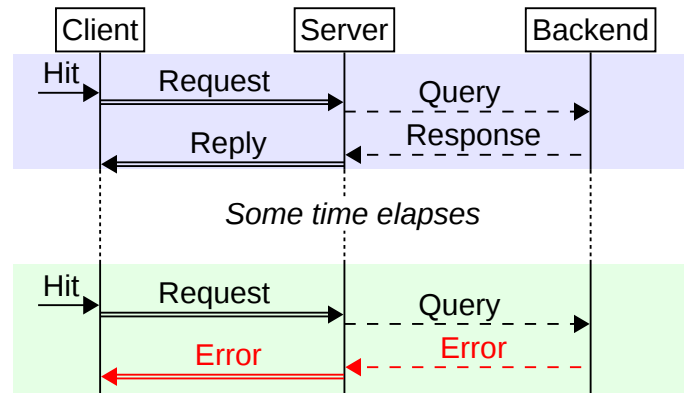 Client Server Backend
Hit
Request
Query
Response
Reply
Some time elapses
Hit
Request
Query
Error
Error